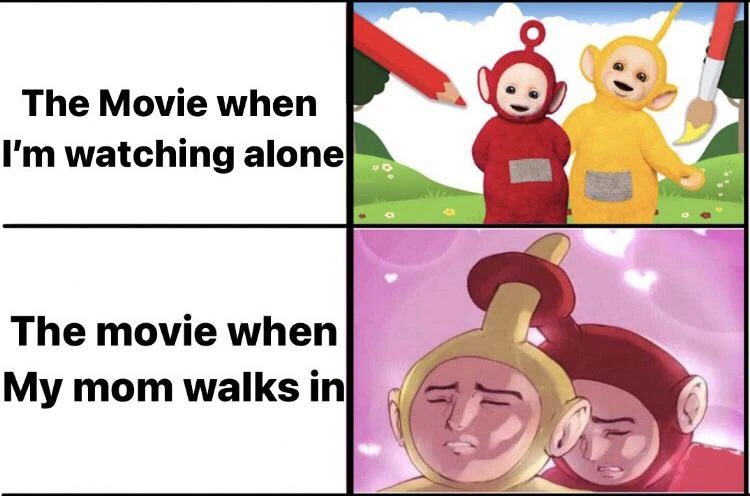 The Movie when
I'm watching alone
The movie when
My mom walks in